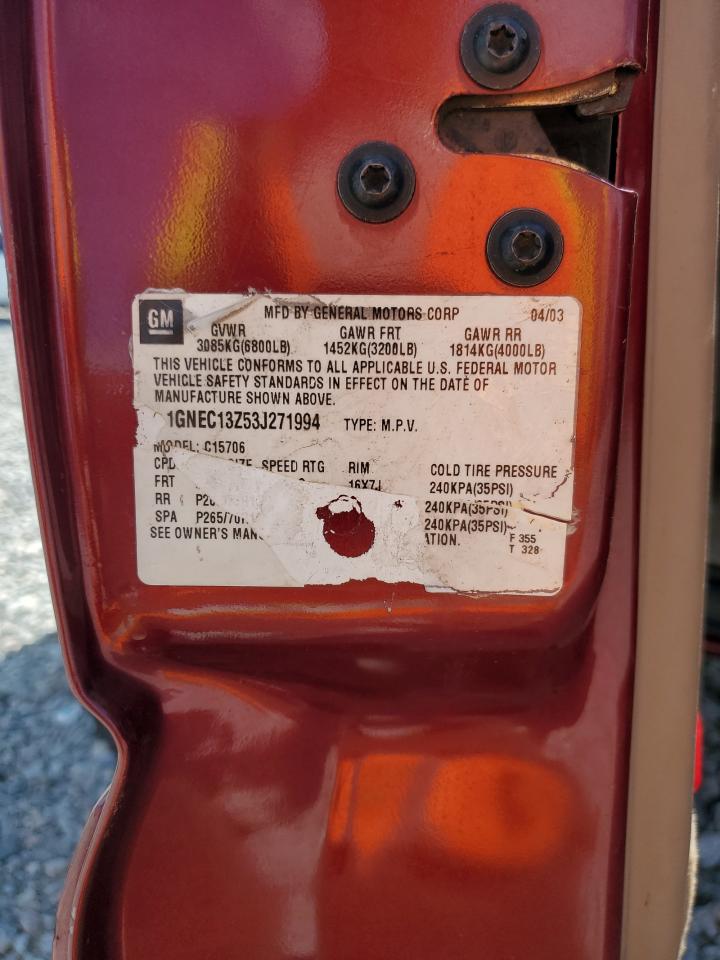 GM
MFD BY GENERAL MOTORS CORP 04/03
GVWR GAWR FRT GAWR RR
3085KG(6800LB) 1452KG(3200LB) 1814KG(4000LB)
THIS VEHICLE CONFORMS TO ALL APPLICABLE U.S. FEDERAL MOTOR
VEHICLE SAFETY STANDARDS IN EFFECT ON THE DATE OF
MANUFACTURE SHOWN ABOVE.
1GNEC13Z53J271994 TYPE: M.P.V.
MODEL: C15706
SPEED RTG RIM COLD TIRE PRESSURE
FRT 16X7J 240KPA(35PSI)
RR 240KPA(35PSI)
SPA 240KPA(35PSI)
SEE OWNER'S
F 355
T 328